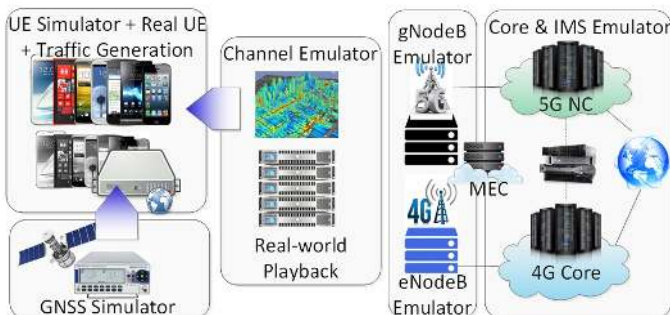 UE Simulator + Real UE
+ Traffic Generation
GNSS Simulator
Channel Emulator
Real-world
Playback
gNodeB
Emulator
4G
eNodeB
Emulator
Core & IMS Emulator
5G NC
MEC
4G Core